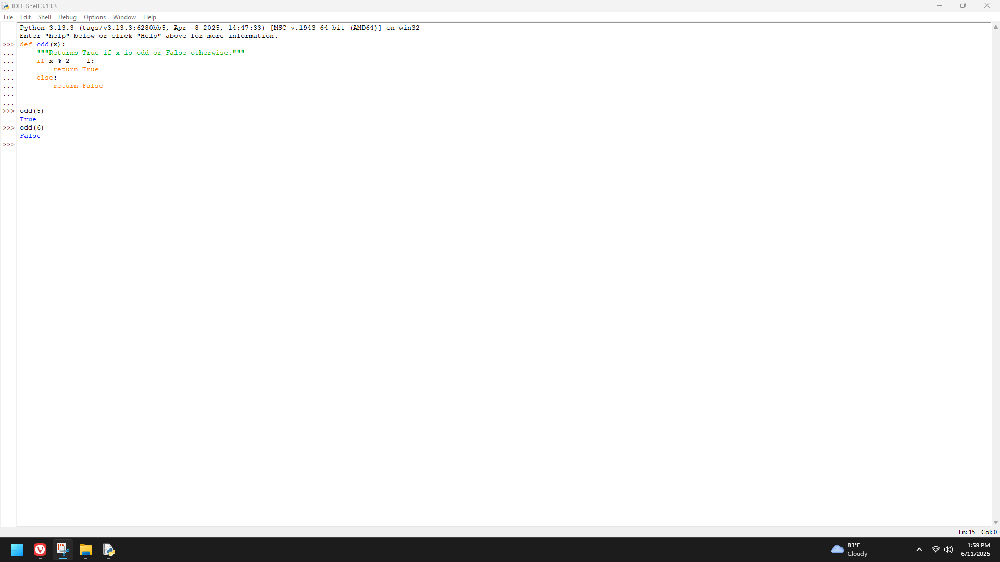 IDLE Shell 3.13.3
File Edit Shell Debug Options Window Help
Python 3.13.3 (tags/v3.13.3:6280bb5, Apr  8 2025, 14:47:33) [MSC v.1943 64 bit (AMD64)] on win32
Enter "help" below or click "Help" above for more information.
>>> def odd(x):
...     """Returns True if x is odd or False otherwise."""
...     if x % 2 == 1:
...         return True
...     else:
...         return False
...
...
>>> odd(5)
True
>>> odd(6)
False
>>>
Ln: 15 Col: 0
83°F
Cloudy
1:59 PM
6/11/2025